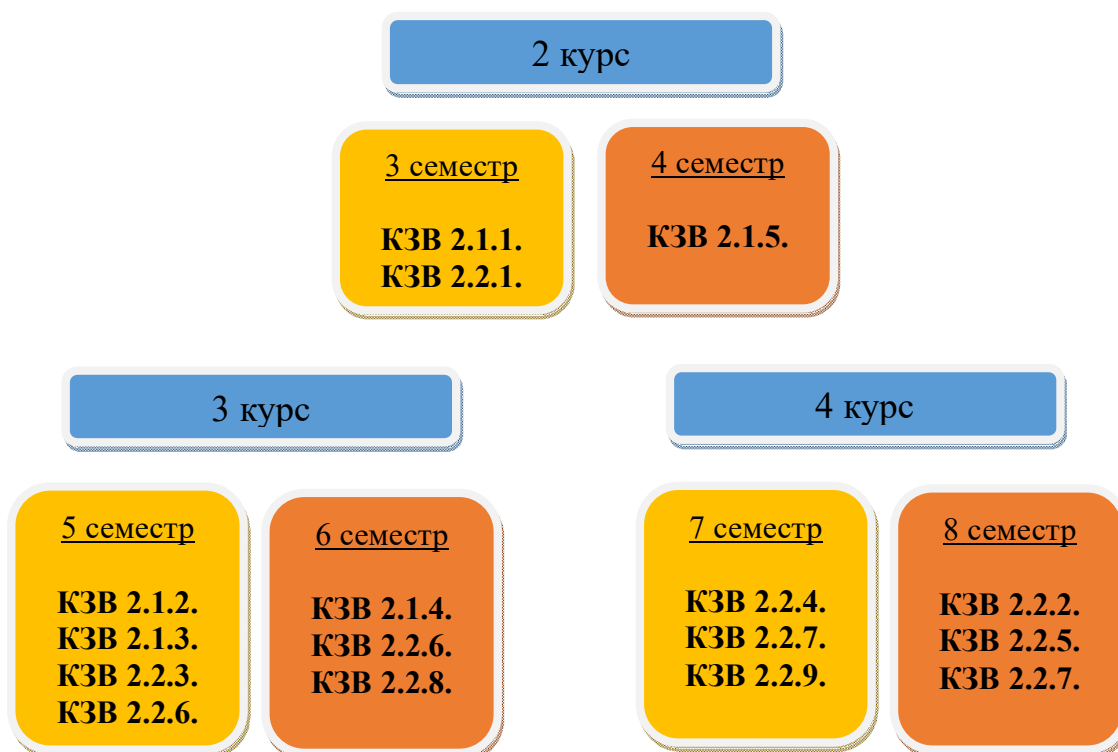 2 курс
3 семестр
КЗВ 2.1.1.
КЗВ 2.2.1.
4 семестр
КЗВ 2.1.5.
3 курс
5 семестр
КЗВ 2.1.2.
КЗВ 2.1.3.
КЗВ 2.2.3.
КЗВ 2.2.6.
6 семестр
КЗВ 2.1.4.
КЗВ 2.2.6.
КЗВ 2.2.8.
4 курс
7 семестр
КЗВ 2.2.4.
КЗВ 2.2.7.
КЗВ 2.2.9.
8 семестр
КЗВ 2.2.2.
КЗВ 2.2.5.
КЗВ 2.2.7.